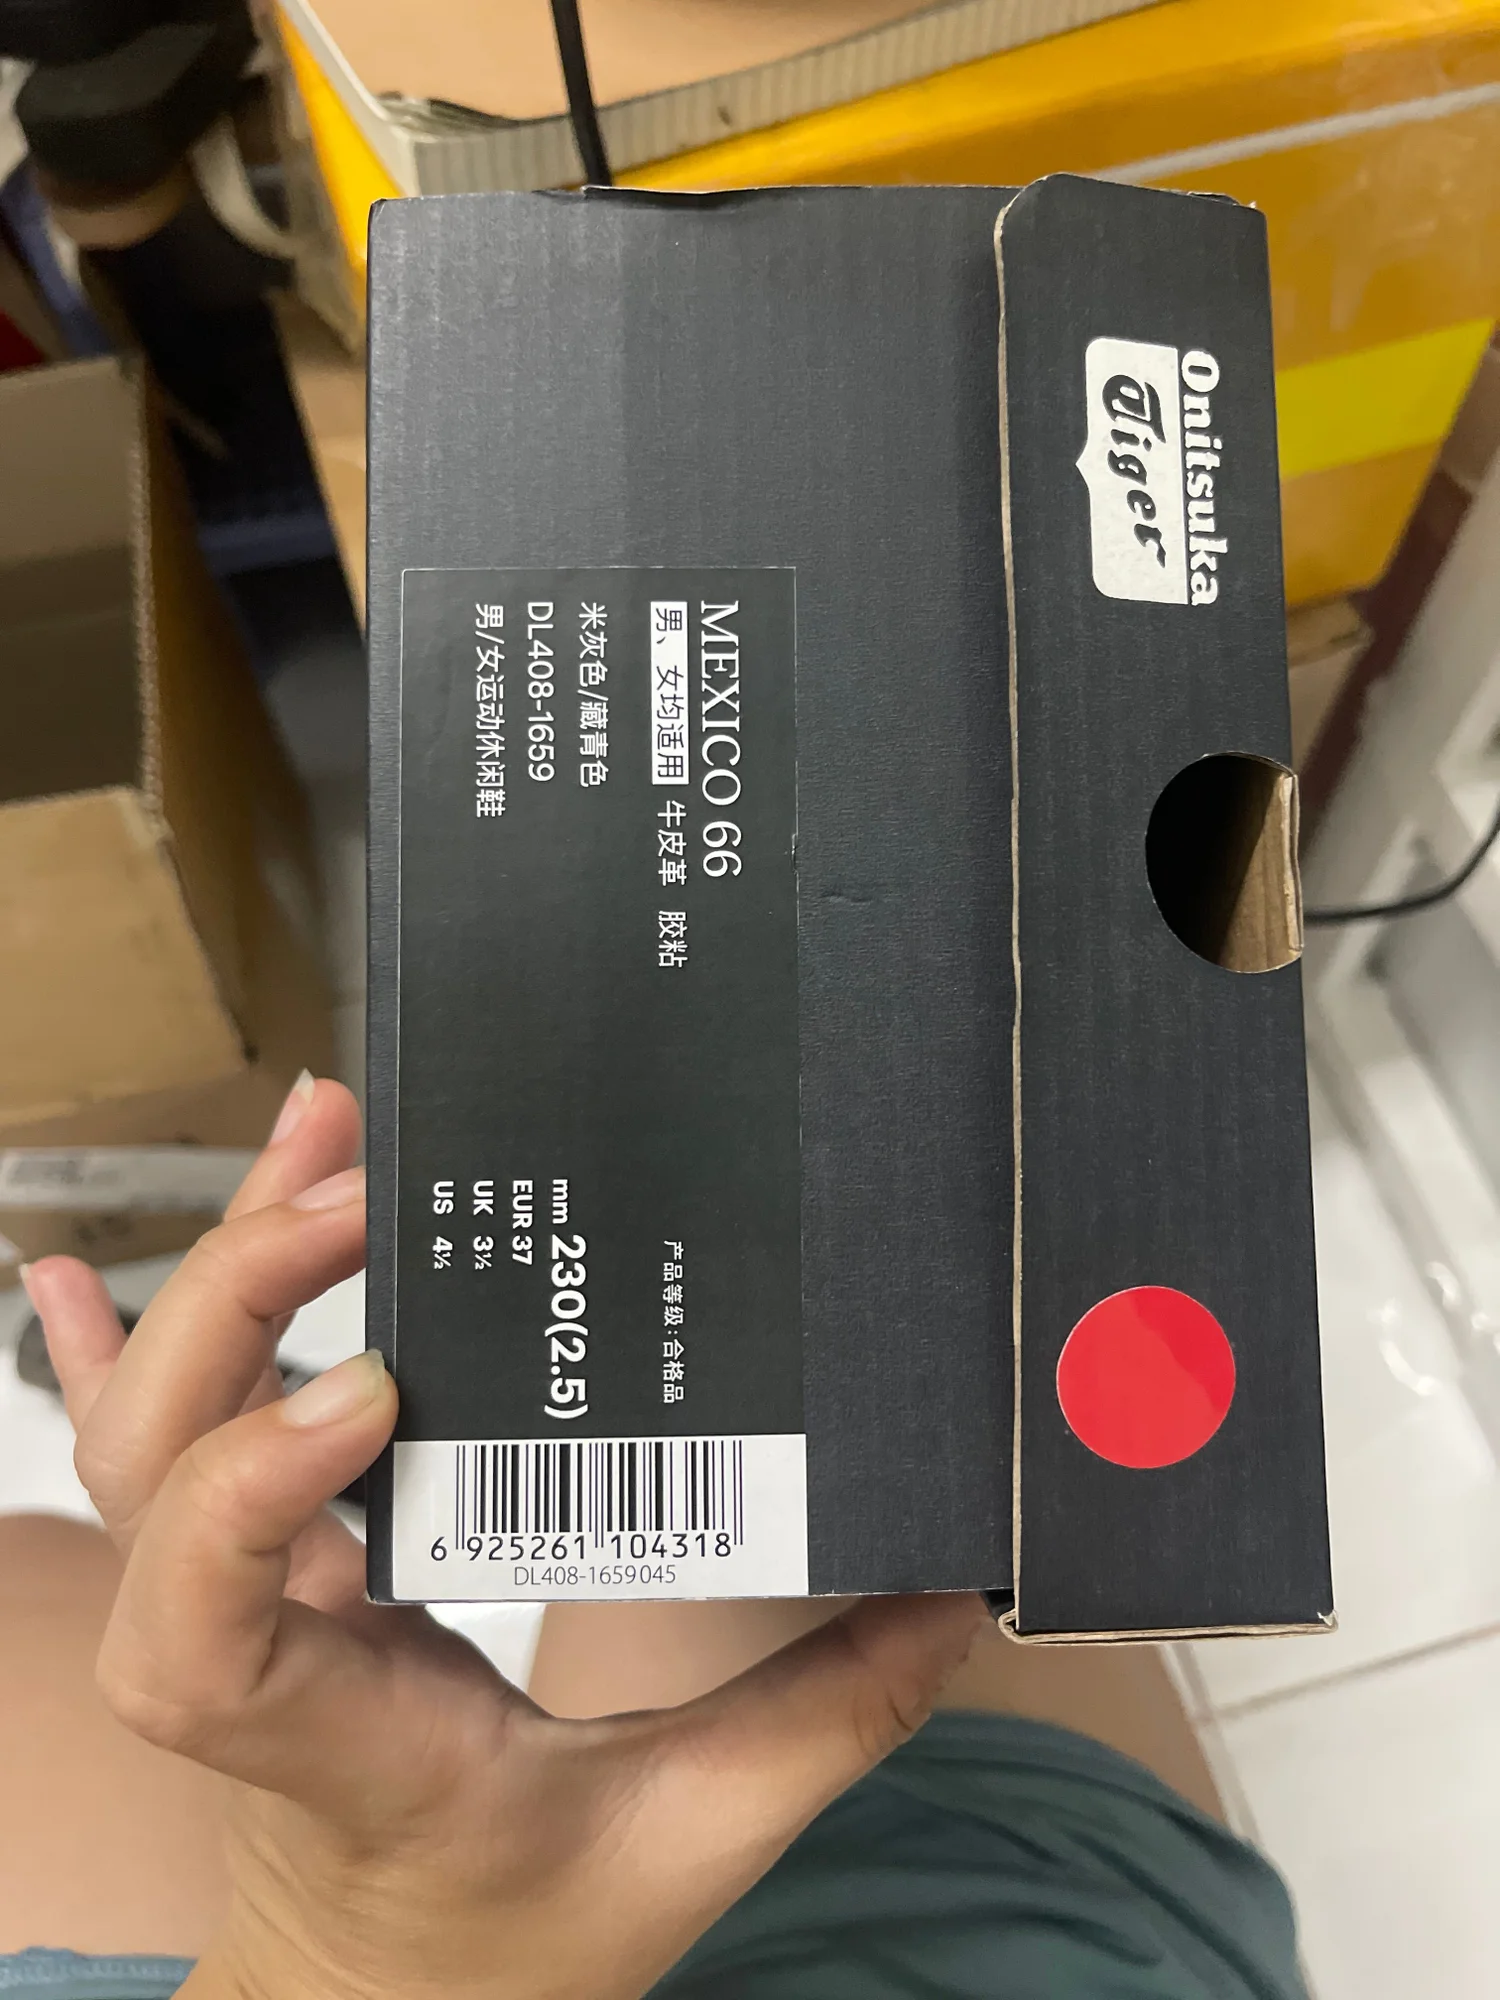 Onitsuka
Tiger
MEXICO 66
男、女均适用 牛皮革 胶粘
米灰色/藏青色
DL408-1659
男/女运动休闲鞋
产品等级:合格品
mm 230(2.5)
EUR 37
UK 3½
US 4½
6 925261 104318
DL408-1659045